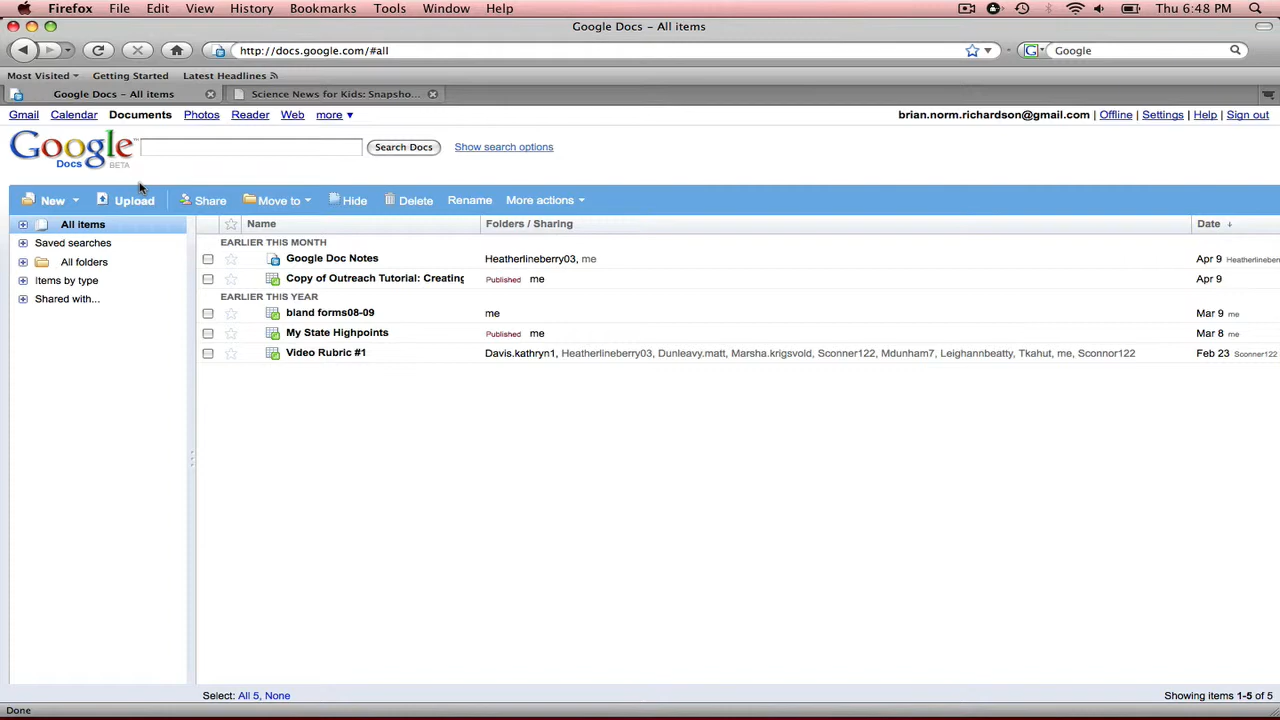 Firefox File Edit View History Bookmarks Tools Window Help Thu 6:48 PM
Google Docs - All items
http://docs.google.com/#all Google
Most Visited Getting Started Latest Headlines
Google Docs - All items Science News for Kids: Snapsho...
Gmail Calendar Documents Photos Reader Web more ▼ brian.norm.richardson@gmail.com | Offline | Settings | Help | Sign out
Google Docs BETA Search Docs Show search options
New Upload Share Move to Hide Delete Rename More actions
All items Name Folders / Sharing Date ↓
Saved searches EARLIER THIS MONTH
All folders Google Doc Notes Heatherlineberry03, me Apr 9 Heatherlineber
Items by type Copy of Outreach Tutorial: Creating Published me Apr 9
Shared with... EARLIER THIS YEAR
bland forms08-09 me Mar 9 me
My State Highpoints Published me Mar 8 me
Video Rubric #1 Davis.kathryn1, Heatherlineberry03, Dunleavy.matt, Marsha.krigsvold, Sconner122, Mdunham7, Leighannbeatty, Tkahut, me, Sconnor122 Feb 23 Sconner122
Select: All 5, None Showing items 1-5 of 5
Done